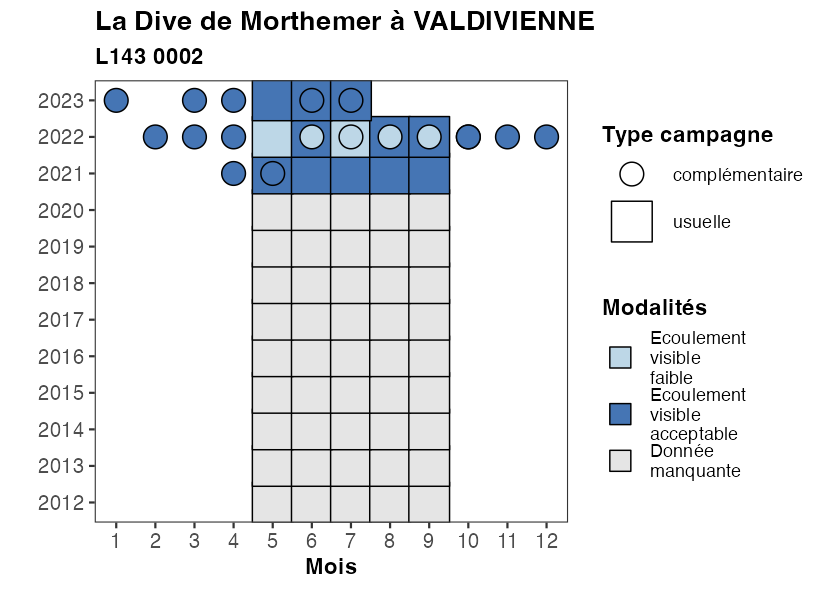 La Dive de Morthemer à VALDIVIENNE
L143 0002
2023
2022
2021
2020
2019
2018
2017
2016
2015
2014
2013
2012
1 2 3 4 5 6 7 8 9 10 11 12
Mois
Type campagne
complémentaire
usuelle
Modalités
Ecoulement
visible
faible
Ecoulement
visible
acceptable
Donnée
manquante